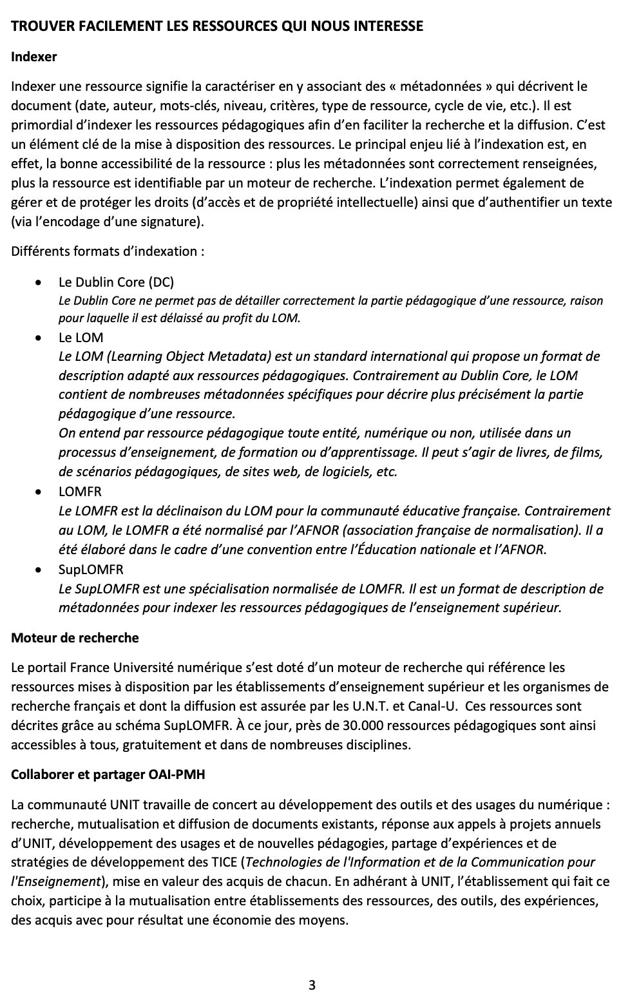 TROUVER FACILEMENT LES RESSOURCES QUI NOUS INTERESSE
Indexer
Indexer une ressource signifie la caractériser en y associant des « métadonnées » qui décrivent le
document (date, auteur, mots-clés, niveau, critères, type de ressource, cycle de vie, etc.). Il est
primordial d’indexer les ressources pédagogiques afin d’en faciliter la recherche et la diffusion. C’est
un élément clé de la mise à disposition des ressources. Le principal enjeu lié à l’indexation est, en
effet, la bonne accessibilité de la ressource : plus les métadonnées sont correctement renseignées,
plus la ressource est identifiable par un moteur de recherche. L’indexation permet également de
gérer et de protéger les droits (d’accès et de propriété intellectuelle) ainsi que d’authentifier un texte
(via l’encodage d’une signature).
Différents formats d’indexation :
• Le Dublin Core (DC)
Le Dublin Core ne permet pas de détailler correctement la partie pédagogique d’une ressource, raison
pour laquelle il est délaissé au profit du LOM.
• Le LOM
Le LOM (Learning Object Metadata) est un standard international qui propose un format de
description adapté aux ressources pédagogiques. Contrairement au Dublin Core, le LOM
contient de nombreuses métadonnées spécifiques pour décrire plus précisément la partie
pédagogique d’une ressource.
On entend par ressource pédagogique toute entité, numérique ou non, utilisée dans un
processus d’enseignement, de formation ou d’apprentissage. Il peut s’agir de livres, de films,
de scénarios pédagogiques, de sites web, de logiciels, etc.
• LOMFR
Le LOMFR est la déclinaison du LOM pour la communauté éducative française. Contrairement
au LOM, le LOMFR a été normalisé par l’AFNOR (association française de normalisation). Il a
été élaboré dans le cadre d’une convention entre l’Éducation nationale et l’AFNOR.
• SupLOMFR
Le SupLOMFR est une spécialisation normalisée de LOMFR. Il est un format de description de
métadonnées pour indexer les ressources pédagogiques de l’enseignement supérieur.
Moteur de recherche
Le portail France Université numérique s’est doté d’un moteur de recherche qui référence les
ressources mises à disposition par les établissements d’enseignement supérieur et les organismes de
recherche français et dont la diffusion est assurée par les U.N.T. et Canal-U.  Ces ressources sont
décrites grâce au schéma SupLOMFR. À ce jour, près de 30.000 ressources pédagogiques sont ainsi
accessibles à tous, gratuitement et dans de nombreuses disciplines.
Collaborer et partager OAI-PMH
La communauté UNIT travaille de concert au développement des outils et des usages du numérique :
recherche, mutualisation et diffusion de documents existants, réponse aux appels à projets annuels
d’UNIT, développement des usages et de nouvelles pédagogies, partage d’expériences et de
stratégies de développement des TICE (Technologies de l'Information et de la Communication pour
l'Enseignement), mise en valeur des acquis de chacun. En adhérant à UNIT, l’établissement qui fait ce
choix, participe à la mutualisation entre établissements des ressources, des outils, des expériences,
des acquis avec pour résultat une économie des moyens.
3